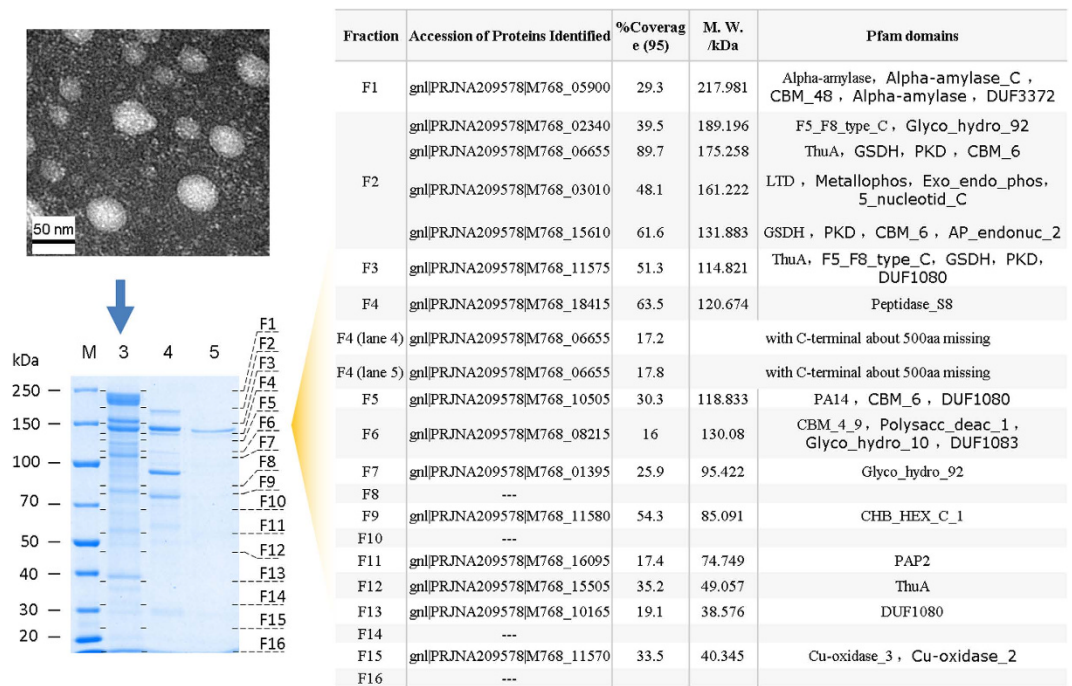 50 nm
kDa
M 3 4 5
250
150
100
70
50
40
30
20
F1
F2
F3
F4
F5
F6
F7
F8
F9
F10
F11
F12
F13
F14
F15
F16
Fraction Accession of Proteins Identified %Coverag M. W. Pfam domains
e (95) /kDa
F1 gnl|PRJNA209578|M768_05900 29.3 217.981 Alpha-amylase, Alpha-amylase_C ,
CBM_48 , Alpha-amylase , DUF3372
F2 gnl|PRJNA209578|M768_02340 39.5 189.196 F5_F8_type_C , Glyco_hydro_92
gnl|PRJNA209578|M768_06655 89.7 175.258 ThuA, GSDH, PKD , CBM_6
gnl|PRJNA209578|M768_03010 48.1 161.222 LTD , Metallophos, Exo_endo_phos,
5_nucleotid_C
gnl|PRJNA209578|M768_15610 61.6 131.883 GSDH , PKD , CBM_6 , AP_endonuc_2
F3 gnl|PRJNA209578|M768_11575 51.3 114.821 ThuA, F5_F8_type_C, GSDH, PKD,
DUF1080
F4 gnl|PRJNA209578|M768_18415 63.5 120.674 Peptidase_S8
F4 (lane 4) gnl|PRJNA209578|M768_06655 17.2 with C-terminal about 500aa missing
F4 (lane 5) gnl|PRJNA209578|M768_06655 17.8 with C-terminal about 500aa missing
F5 gnl|PRJNA209578|M768_10505 30.3 118.833 PA14 , CBM_6 , DUF1080
F6 gnl|PRJNA209578|M768_08215 16 130.08 CBM_4_9, Polysacc_deac_1 ,
Glyco_hydro_10 , DUF1083
F7 gnl|PRJNA209578|M768_01395 25.9 95.422 Glyco_hydro_92
F8 ---
F9 gnl|PRJNA209578|M768_11580 54.3 85.091 CHB_HEX_C_1
F10 ---
F11 gnl|PRJNA209578|M768_16095 17.4 74.749 PAP2
F12 gnl|PRJNA209578|M768_15505 35.2 49.057 ThuA
F13 gnl|PRJNA209578|M768_10165 19.1 38.576 DUF1080
F14 ---
F15 gnl|PRJNA209578|M768_11570 33.5 40.345 Cu-oxidase_3 , Cu-oxidase_2
F16 ---